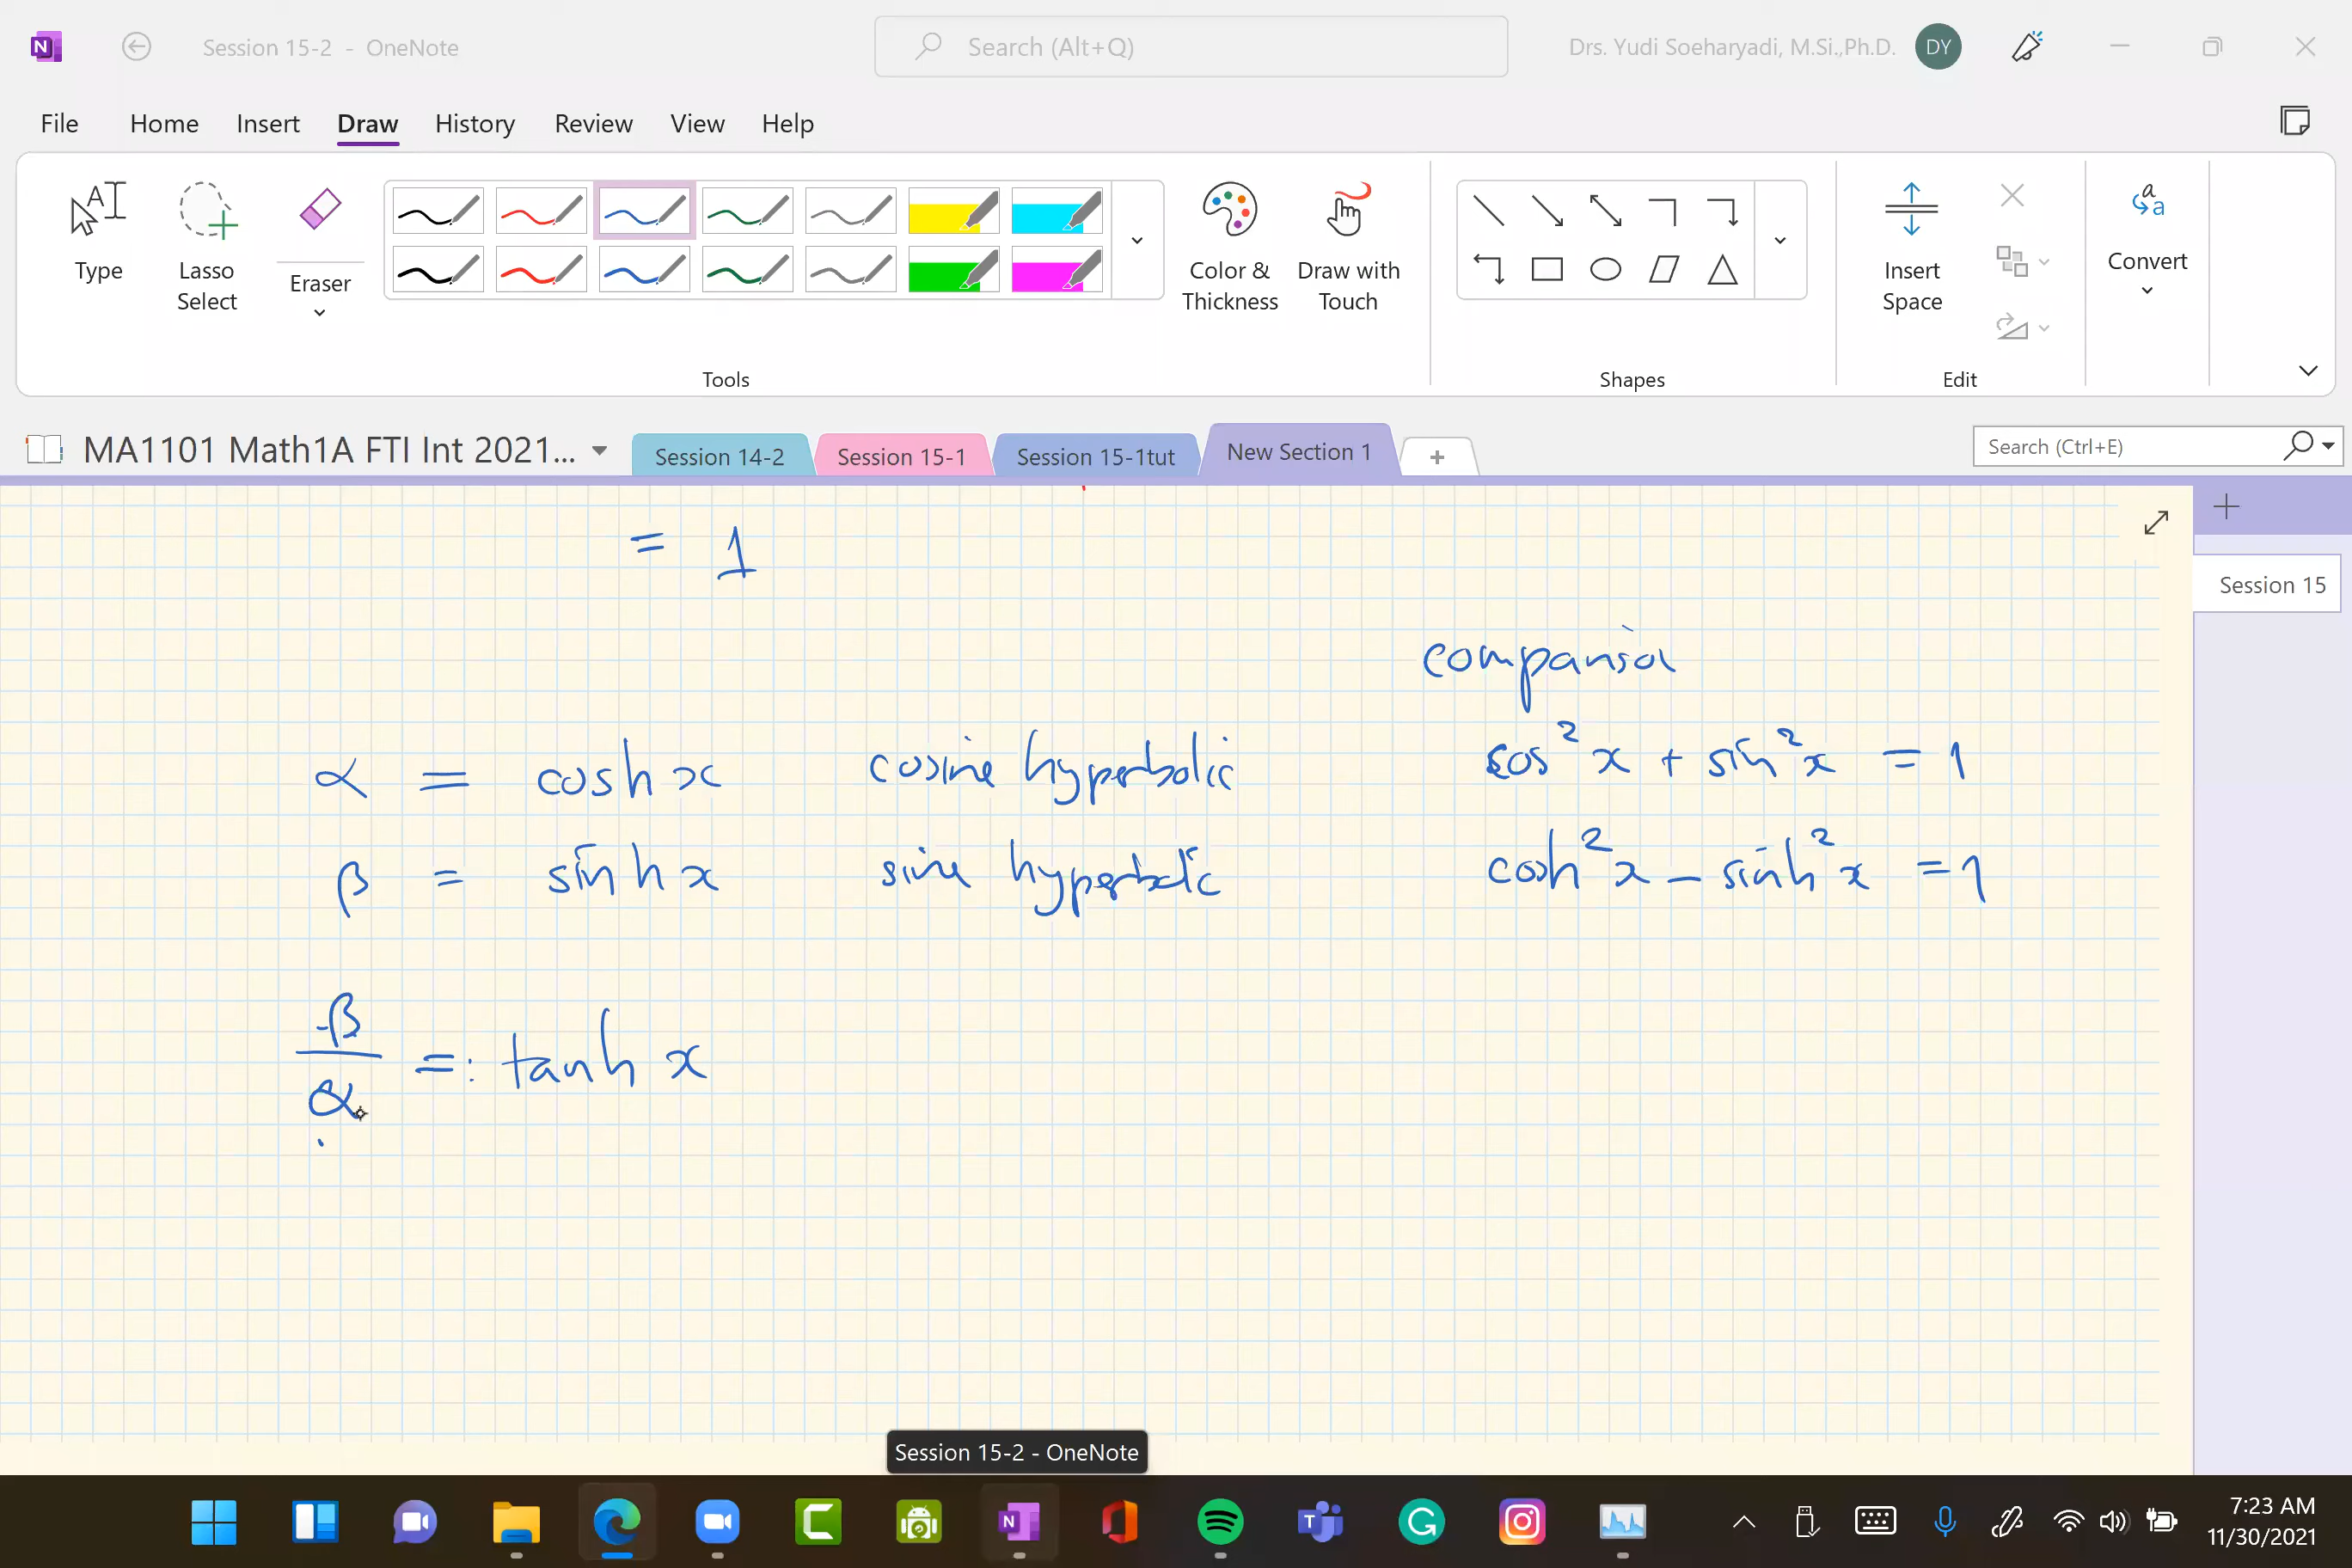 Session 15-2 - OneNote
Search (Alt+Q)
Drs. Yudi Soeharyadi, M.Si.,Ph.D.
DY
File Home Insert Draw History Review View Help
Type
Lasso Select
Eraser
Color & Thickness
Draw with Touch
Insert Space
Convert
Tools
Shapes
Edit
MA1101 Math1A FTI Int 2021...
Session 14-2
Session 15-1
Session 15-1tut
New Section 1
Search (Ctrl+E)
Session 15
= 1
α = cosh x cosine hyperbolic
β = sinh x sine hyperbolic
cos² x + sin² x = 1
cosh² x - sinh² x = 1
β/α =: tanh x
Session 15-2 - OneNote
7:23 AM
11/30/2021